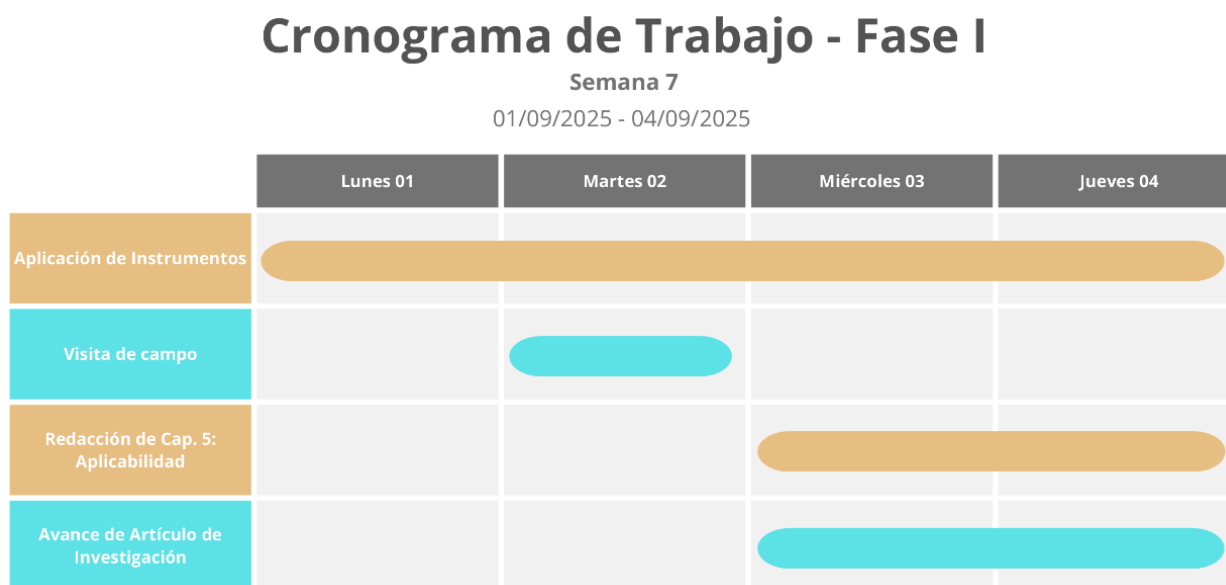 Cronograma de Trabajo - Fase I
Semana 7
01/09/2025 - 04/09/2025
Lunes 01
Martes 02
Miércoles 03
Jueves 04
Aplicación de Instrumentos
Visita de campo
Redacción de Cap. 5:
Aplicabilidad
Avance de Artículo de
Investigación